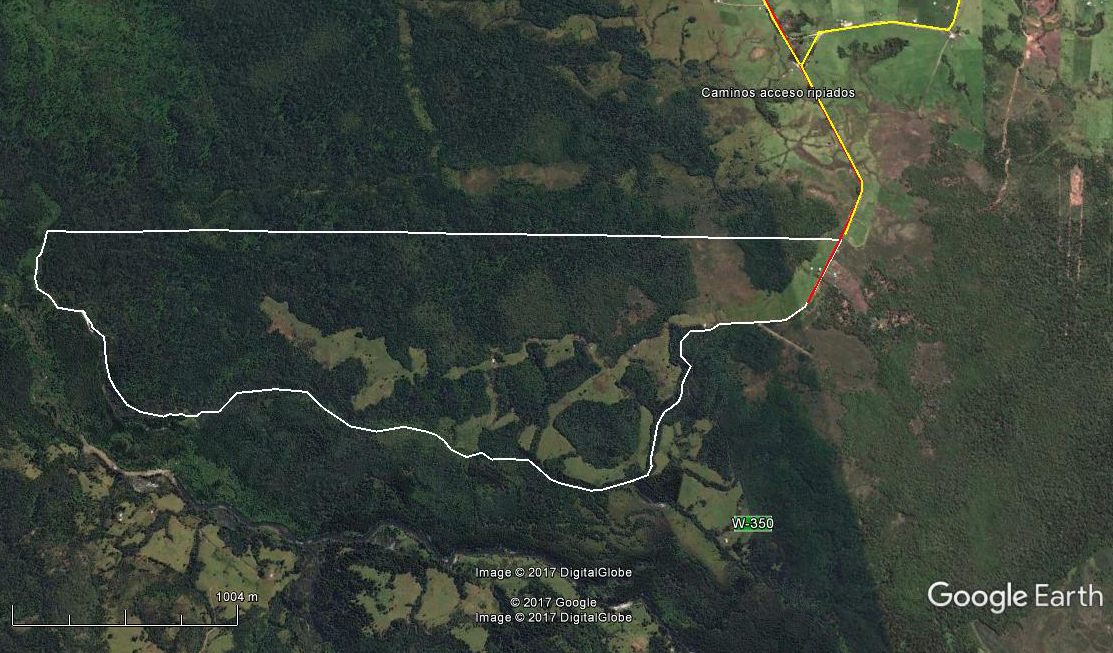 Caminos acceso ripiados
W-350
Image © 2017 DigitalGlobe
1004 m
© 2017 Google
Image © 2017 DigitalGlobe
Google Earth